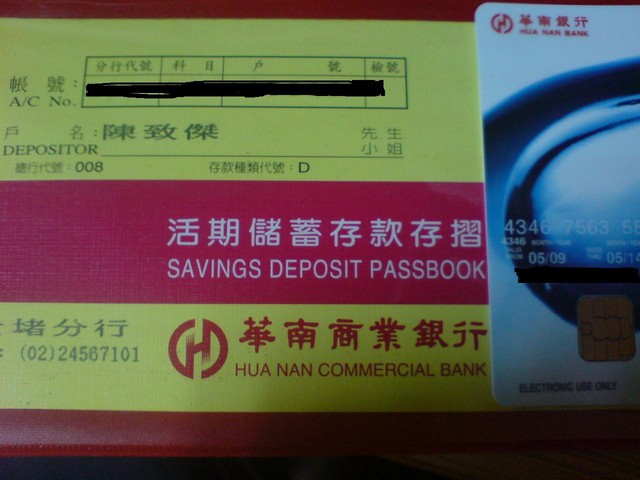 分行代號 科目 戶號 檢號
帳號:
A/C No.
戶名:陳致傑 先生
DEPOSITOR 小姐
總行代號:008 存款種類代號:D
活期儲蓄存款存摺
SAVINGS DEPOSIT PASSBOOK
堵分行
(02)24567101
華南商業銀行
HUA NAN COMMERCIAL BANK
華南銀行
HUA NAN BANK
4346 7563 58
4346
05/09 05/14
ELECTRONIC USE ONLY